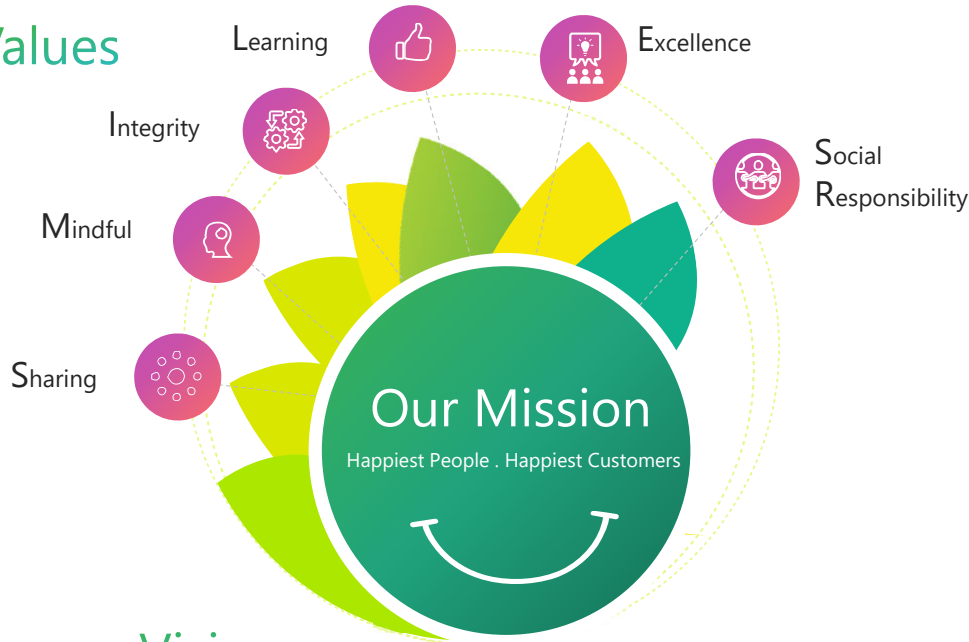 Values
Learning
Excellence
Integrity
Social
Responsibility
Mindful
Sharing
Our Mission
Happiest People . Happiest Customers